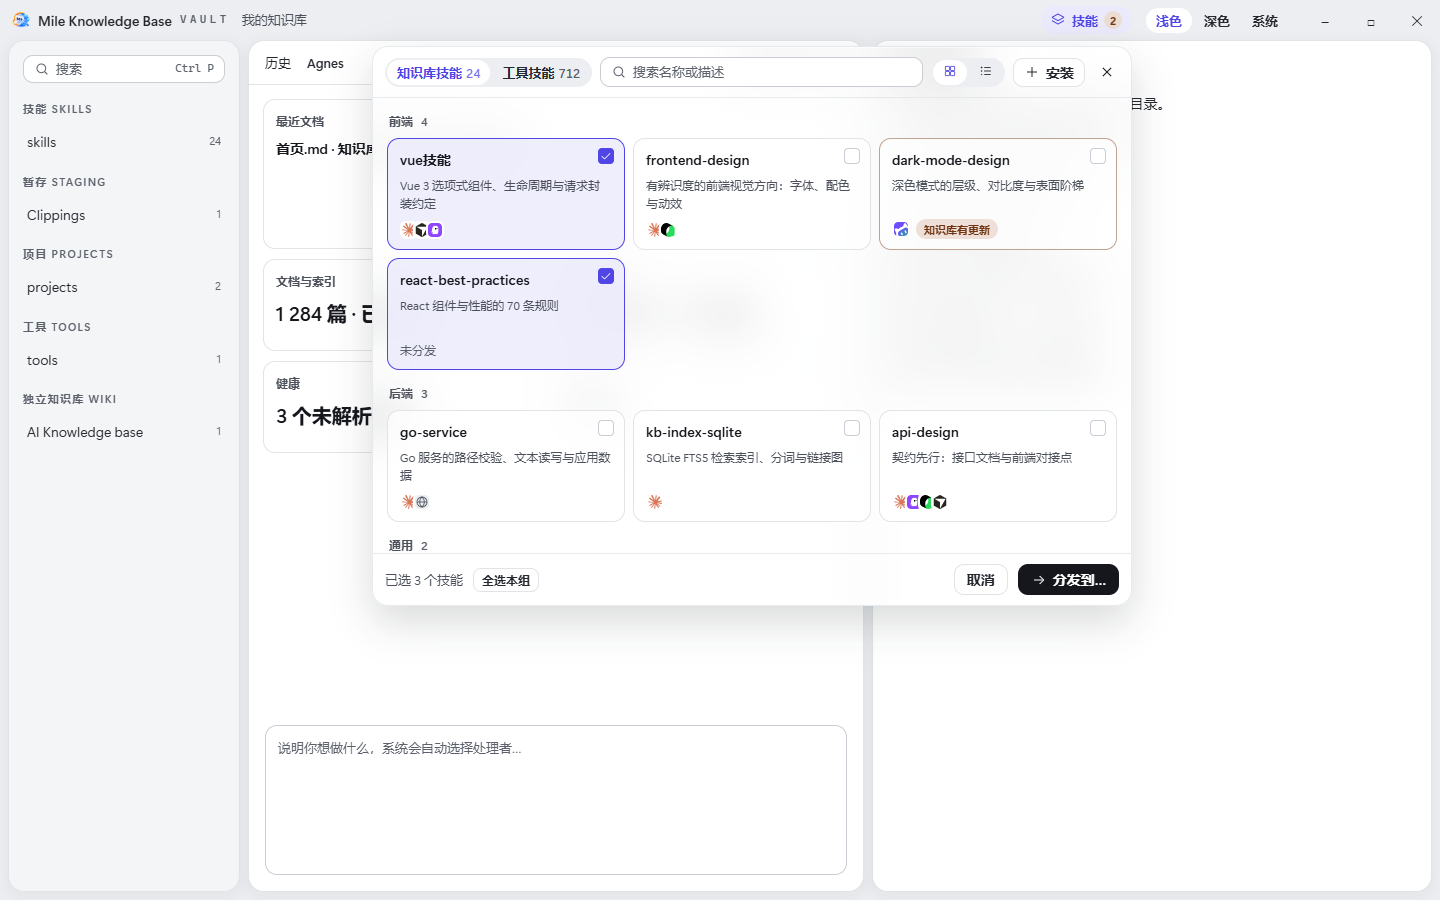 Mile Knowledge Base VAULT 我的知识库
技能 2 浅色 深色 系统
搜索 Ctrl P
技能 SKILLS
skills 24
暂存 STAGING
Clippings 1
项目 PROJECTS
projects 2
工具 TOOLS
tools 1
独立知识库 WIKI
AI Knowledge base 1
历史 Agnes
最近文档
首页.md · 知识库
文档与索引
1 284 篇 · 已
健康
3 个未解析
说明你想做什么，系统会自动选择处理者...
目录。
知识库技能 24 工具技能 712 搜索名称或描述 安装
前端 4
vue技能
Vue 3 选项式组件、生命周期与请求封
装约定
frontend-design
有辨识度的前端视觉方向：字体、配色
与动效
dark-mode-design
深色模式的层级、对比度与表面阶梯
知识库有更新
react-best-practices
React 组件与性能的 70 条规则
未分发
后端 3
go-service
Go 服务的路径校验、文本读写与应用数
据
kb-index-sqlite
SQLite FTS5 检索索引、分词与链接图
api-design
契约先行：接口文档与前端对接点
通用 2
已选 3 个技能 全选本组 取消 分发到...